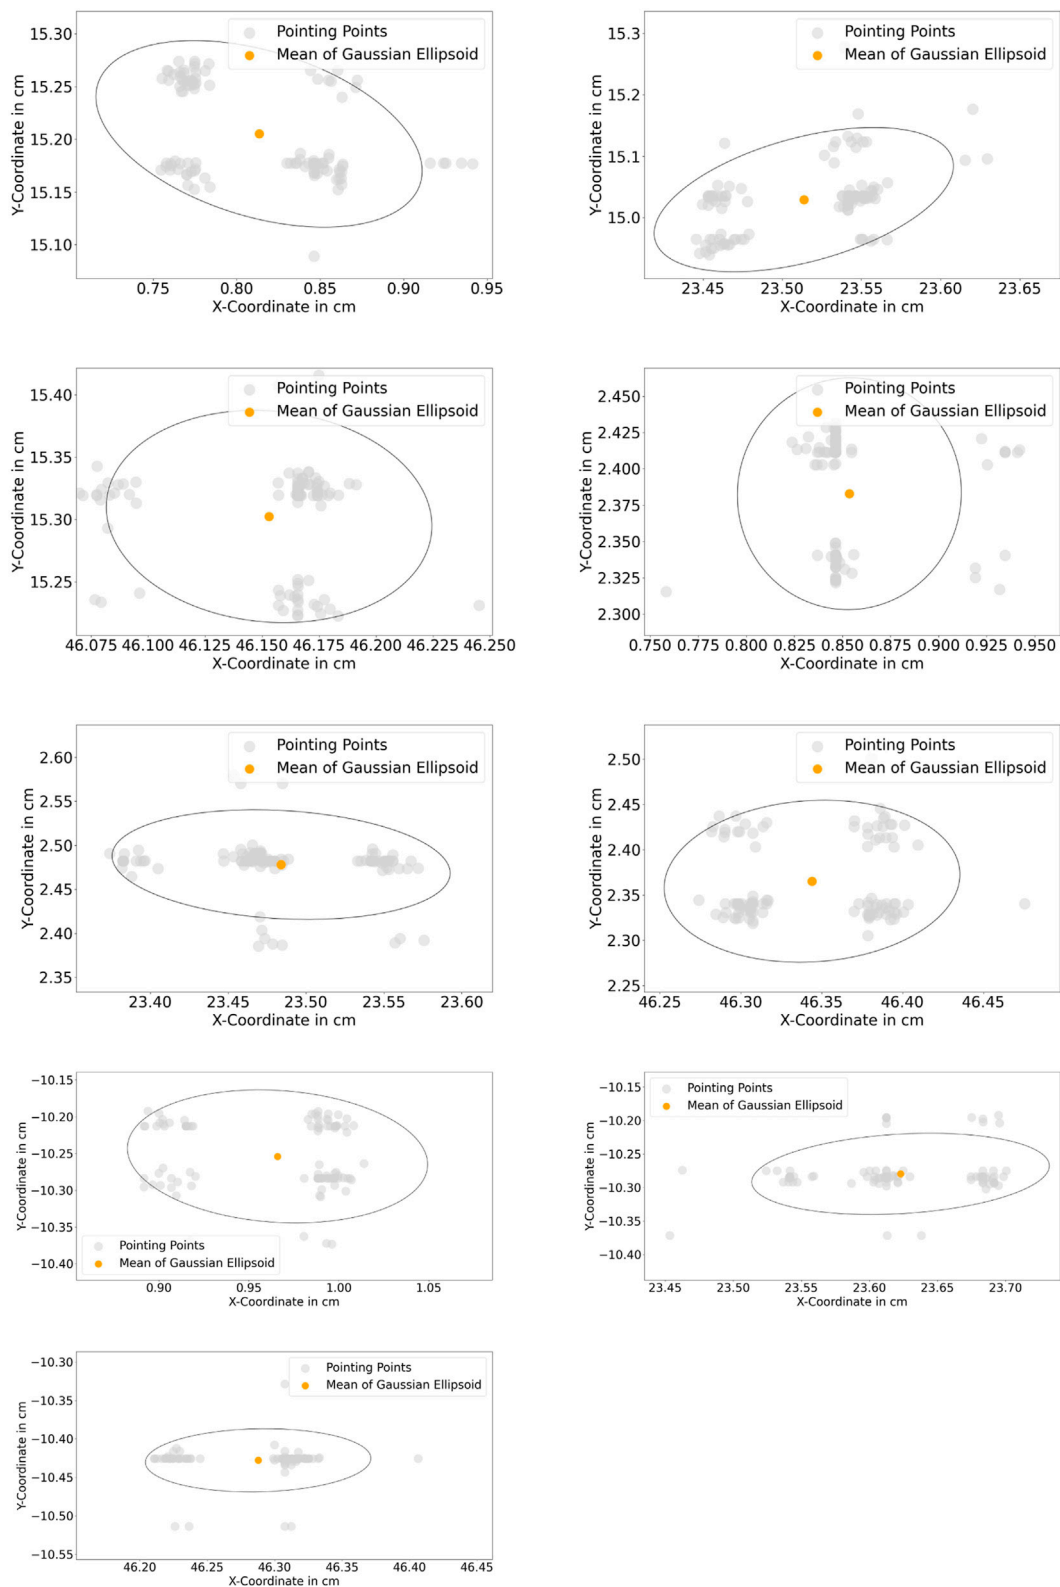 Pointing Points
Mean of Gaussian Ellipsoid
Y-Coordinate in cm
15.30
15.25
15.20
15.15
15.10
0.75 0.80 0.85 0.90 0.95
X-Coordinate in cm
Pointing Points
Mean of Gaussian Ellipsoid
Y-Coordinate in cm
15.3
15.2
15.1
15.0
23.45 23.50 23.55 23.60 23.65
X-Coordinate in cm
Pointing Points
Mean of Gaussian Ellipsoid
Y-Coordinate in cm
15.40
15.35
15.30
15.25
46.075 46.100 46.125 46.150 46.175 46.200 46.225 46.250
X-Coordinate in cm
Pointing Points
Mean of Gaussian Ellipsoid
Y-Coordinate in cm
2.450
2.425
2.400
2.375
2.350
2.325
2.300
0.750 0.775 0.800 0.825 0.850 0.875 0.900 0.925 0.950
X-Coordinate in cm
Pointing Points
Mean of Gaussian Ellipsoid
Y-Coordinate in cm
2.60
2.55
2.50
2.45
2.40
2.35
23.40 23.45 23.50 23.55 23.60
X-Coordinate in cm
Pointing Points
Mean of Gaussian Ellipsoid
Y-Coordinate in cm
2.50
2.45
2.40
2.35
2.30
2.25
46.25 46.30 46.35 46.40 46.45
X-Coordinate in cm
Y-Coordinate in cm
−10.15
−10.20
−10.25
−10.30
−10.35
−10.40
Pointing Points
Mean of Gaussian Ellipsoid
0.90 0.95 1.00 1.05
X-Coordinate in cm
Pointing Points
Mean of Gaussian Ellipsoid
Y-Coordinate in cm
−10.15
−10.20
−10.25
−10.30
−10.35
−10.40
23.45 23.50 23.55 23.60 23.65 23.70
X-Coordinate in cm
Pointing Points
Mean of Gaussian Ellipsoid
Y-Coordinate in cm
−10.30
−10.35
−10.40
−10.45
−10.50
−10.55
46.20 46.25 46.30 46.35 46.40 46.45
X-Coordinate in cm